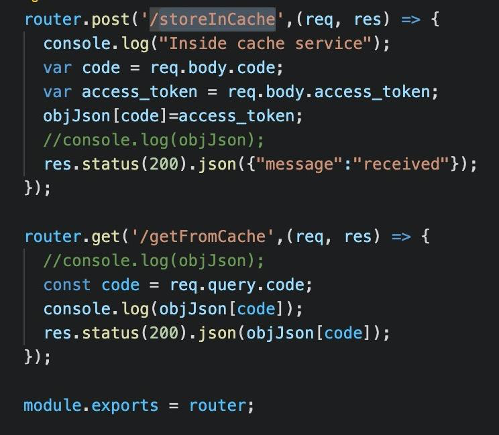 router.post('/storeInCache',(req, res) => {
console.log("Inside cache service");
var code = req.body.code;
var access_token = req.body.access_token;
objJson[code]=access_token;
//console.log(objJson);
res.status(200).json({"message":"received"});
});
router.get('/getFromCache',(req, res) => {
//console.log(objJson);
const code = req.query.code;
console.log(objJson[code]);
res.status(200).json(objJson[code]);
});
module.exports = router;